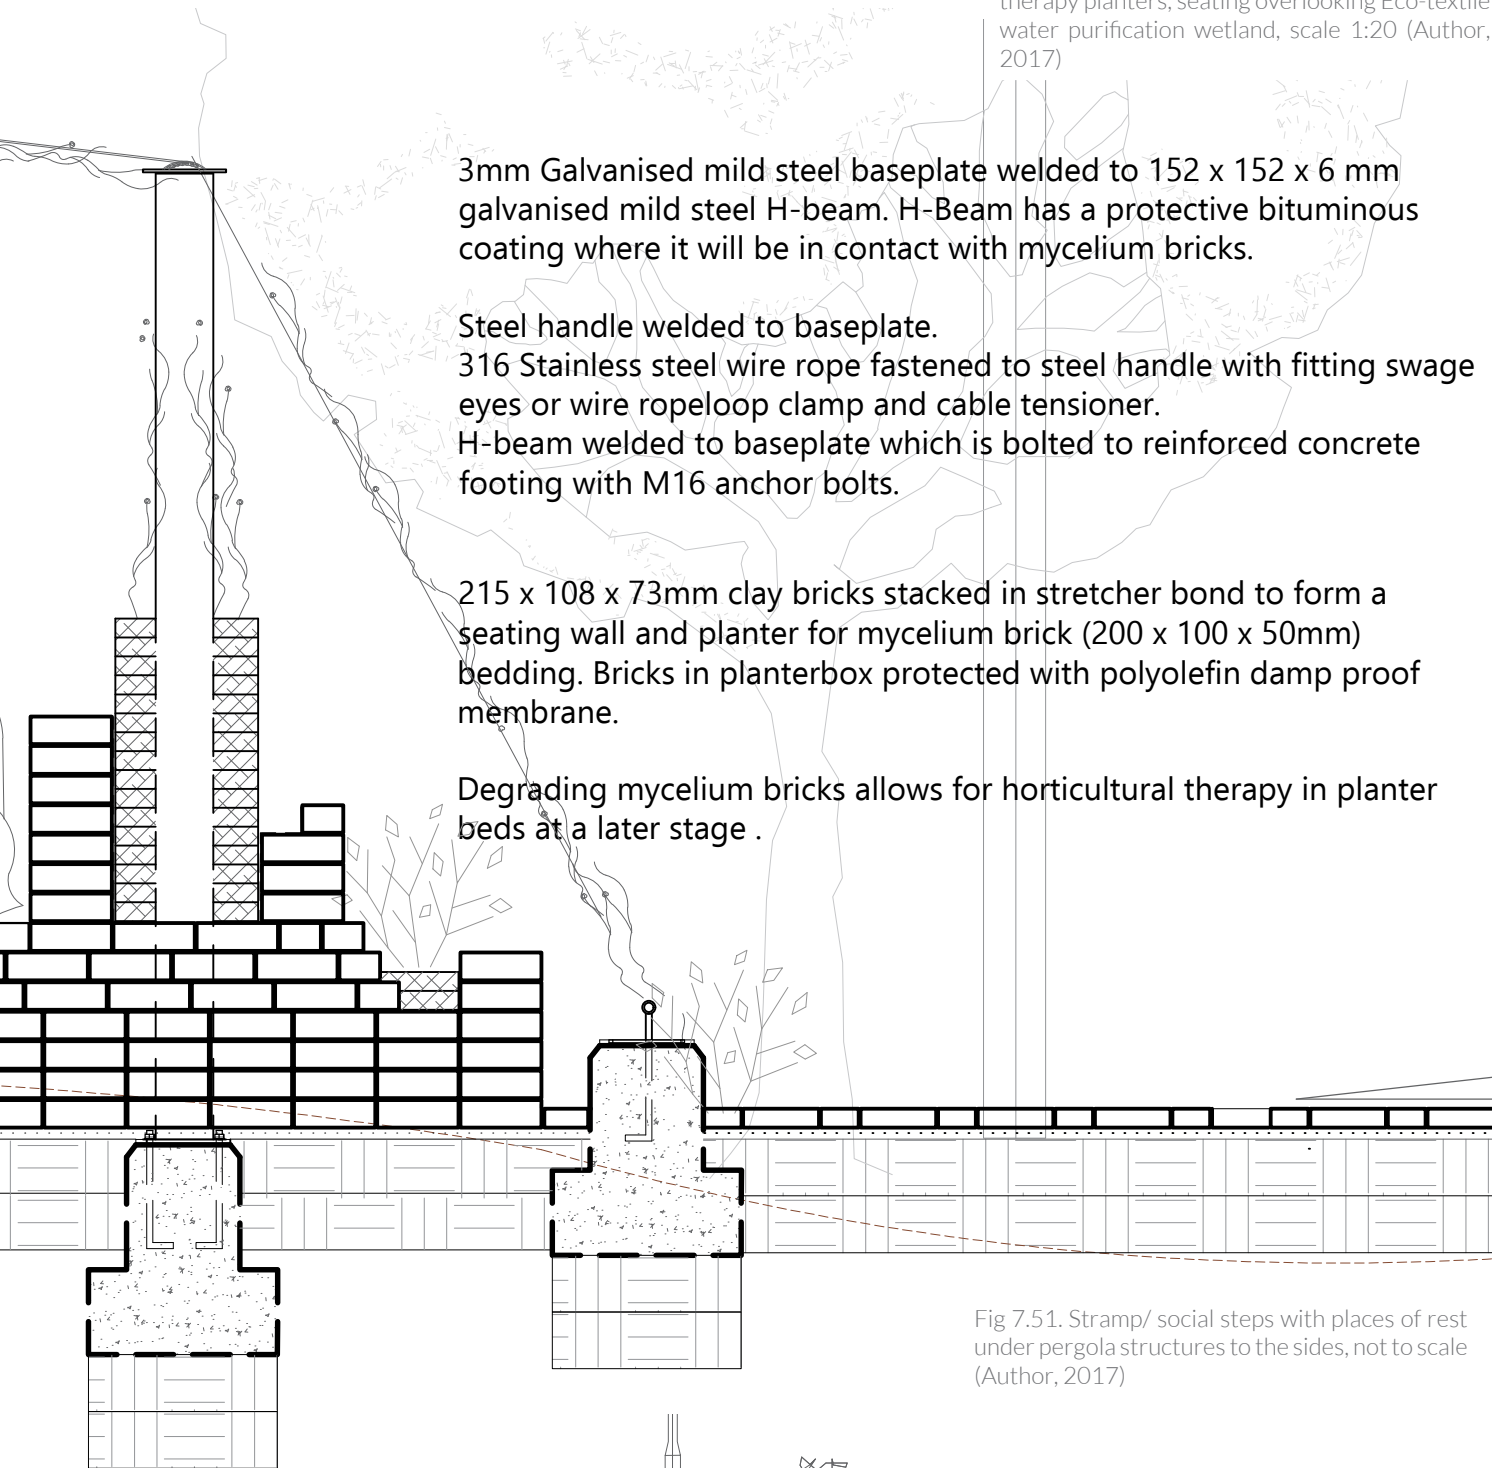 therapy planters, seating overlooking Eco-textile
water purification wetland, scale 1:20 (Author,
2017)
3mm Galvanised mild steel baseplate welded to 152 x 152 x 6 mm
galvanised mild steel H-beam. H-Beam has a protective bituminous
coating where it will be in contact with mycelium bricks.
Steel handle welded to baseplate.
316 Stainless steel wire rope fastened to steel handle with fitting swage
eyes or wire ropeloop clamp and cable tensioner.
H-beam welded to baseplate which is bolted to reinforced concrete
footing with M16 anchor bolts.
215 x 108 x 73mm clay bricks stacked in stretcher bond to form a
seating wall and planter for mycelium brick (200 x 100 x 50mm)
bedding. Bricks in planterbox protected with polyolefin damp proof
membrane.
Degrading mycelium bricks allows for horticultural therapy in planter
beds at a later stage .
Fig 7.51. Stramp/ social steps with places of rest
under pergola structures to the sides, not to scale
(Author, 2017)